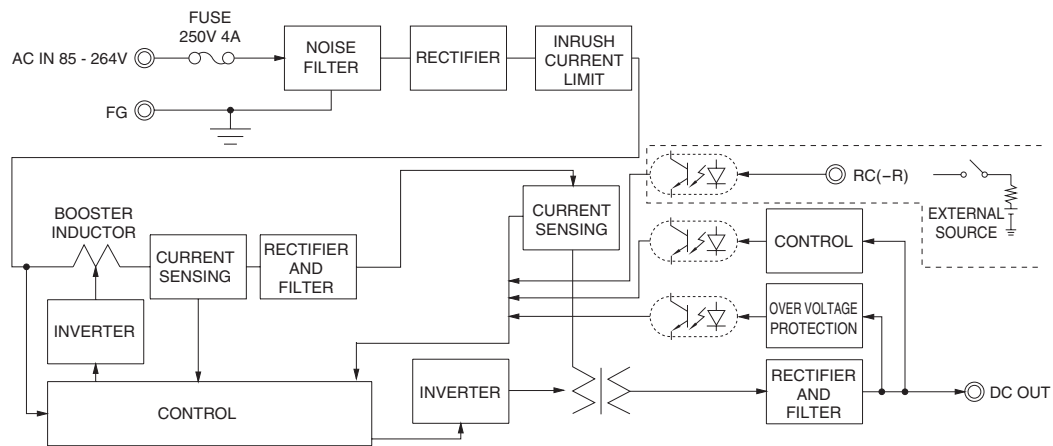 FUSE
250V 4A
AC IN 85 - 264V
NOISE
FILTER
RECTIFIER
INRUSH
CURRENT
LIMIT
FG
RC(−R)
EXTERNAL
SOURCE
CURRENT
SENSING
BOOSTER
INDUCTOR
CURRENT
SENSING
RECTIFIER
AND
FILTER
CONTROL
OVER VOLTAGE
PROTECTION
INVERTER
INVERTER
RECTIFIER
AND
FILTER
DC OUT
CONTROL